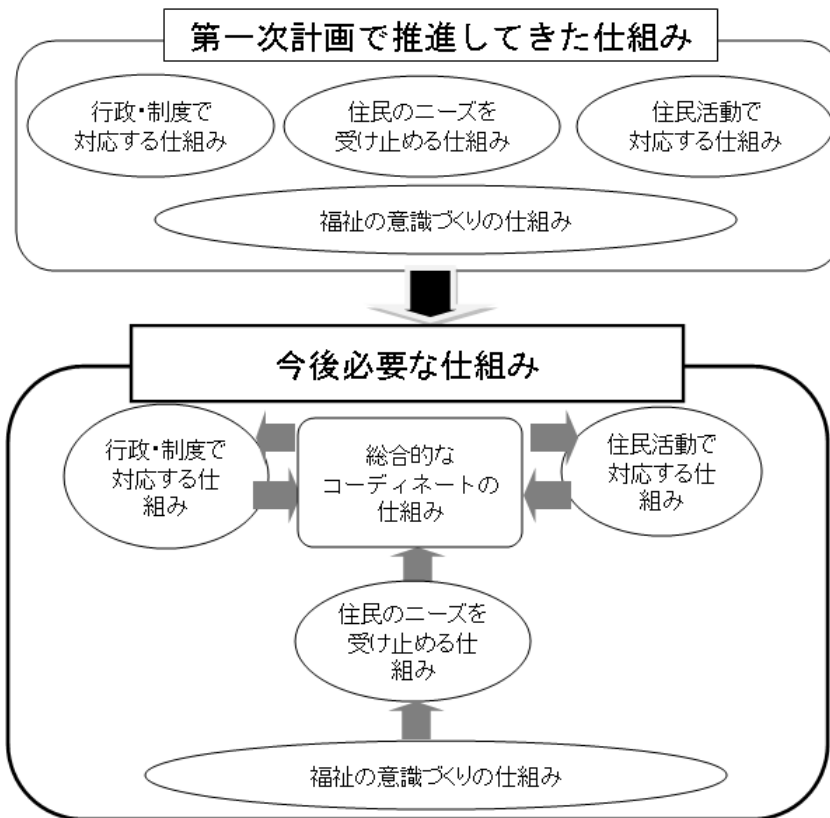 第一次計画で推進してきた仕組み
行政・制度で
対応する仕組み
住民のニーズを
受け止める仕組み
住民活動で
対応する仕組み
福祉の意識づくりの仕組み
今後必要な仕組み
行政・制度で
対応する仕
組み
総合的な
コーディネートの
仕組み
住民活動で
対応する仕
組み
住民のニーズを
受け止める仕
組み
福祉の意識づくりの仕組み